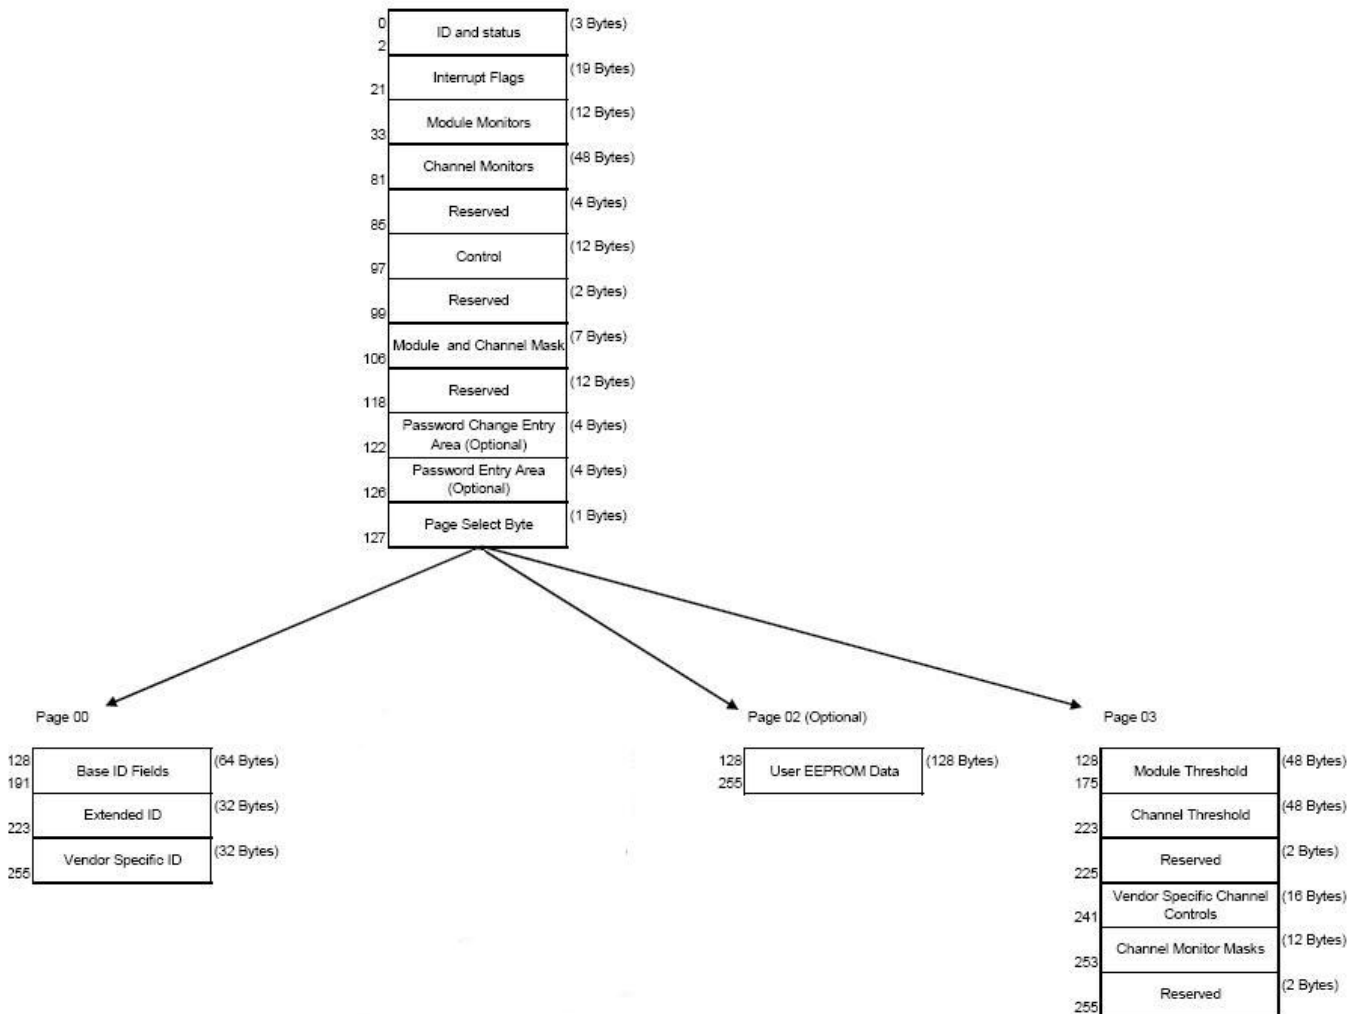 0
ID and status
(3 Bytes)
2
Interrupt Flags
(19 Bytes)
21
Module Monitors
(12 Bytes)
33
Channel Monitors
(48 Bytes)
81
Reserved
(4 Bytes)
85
Control
(12 Bytes)
97
Reserved
(2 Bytes)
99
Module and Channel Mask
(7 Bytes)
106
Reserved
(12 Bytes)
118
Password Change Entry
Area (Optional)
(4 Bytes)
122
Password Entry Area
(Optional)
(4 Bytes)
126
Page Select Byte
(1 Bytes)
127
Page 00
128
Base ID Fields
(64 Bytes)
191
Extended ID
(32 Bytes)
223
Vendor Specific ID
(32 Bytes)
255
Page 02 (Optional)
128
User EEPROM Data
(128 Bytes)
255
Page 03
128
Module Threshold
(48 Bytes)
175
Channel Threshold
(48 Bytes)
223
Reserved
(2 Bytes)
225
Vendor Specific Channel
Controls
(16 Bytes)
241
Channel Monitor Masks
(12 Bytes)
253
Reserved
(2 Bytes)
255